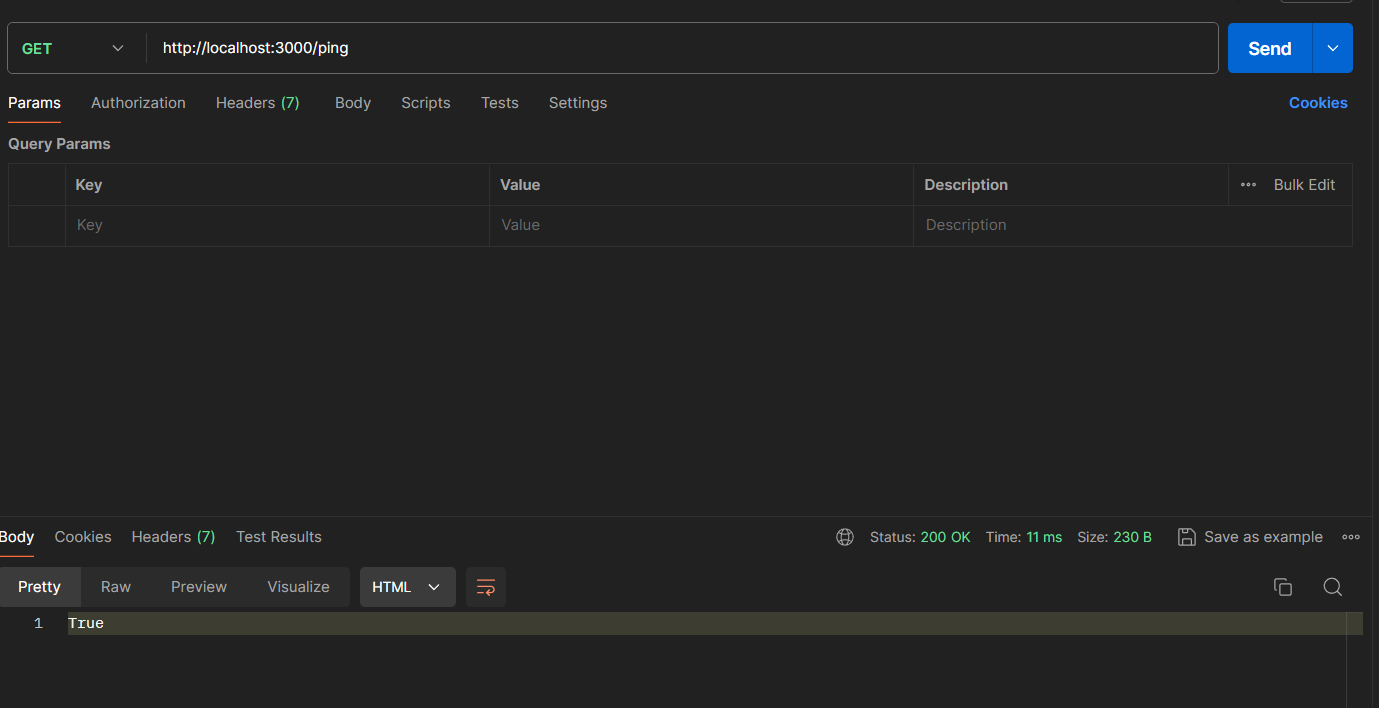 GET http://localhost:3000/ping Send
Params Authorization Headers (7) Body Scripts Tests Settings Cookies
Query Params
Key Value Description Bulk Edit
Key Value Description
Body Cookies Headers (7) Test Results Status: 200 OK Time: 11 ms Size: 230 B Save as example
Pretty Raw Preview Visualize HTML
1 True